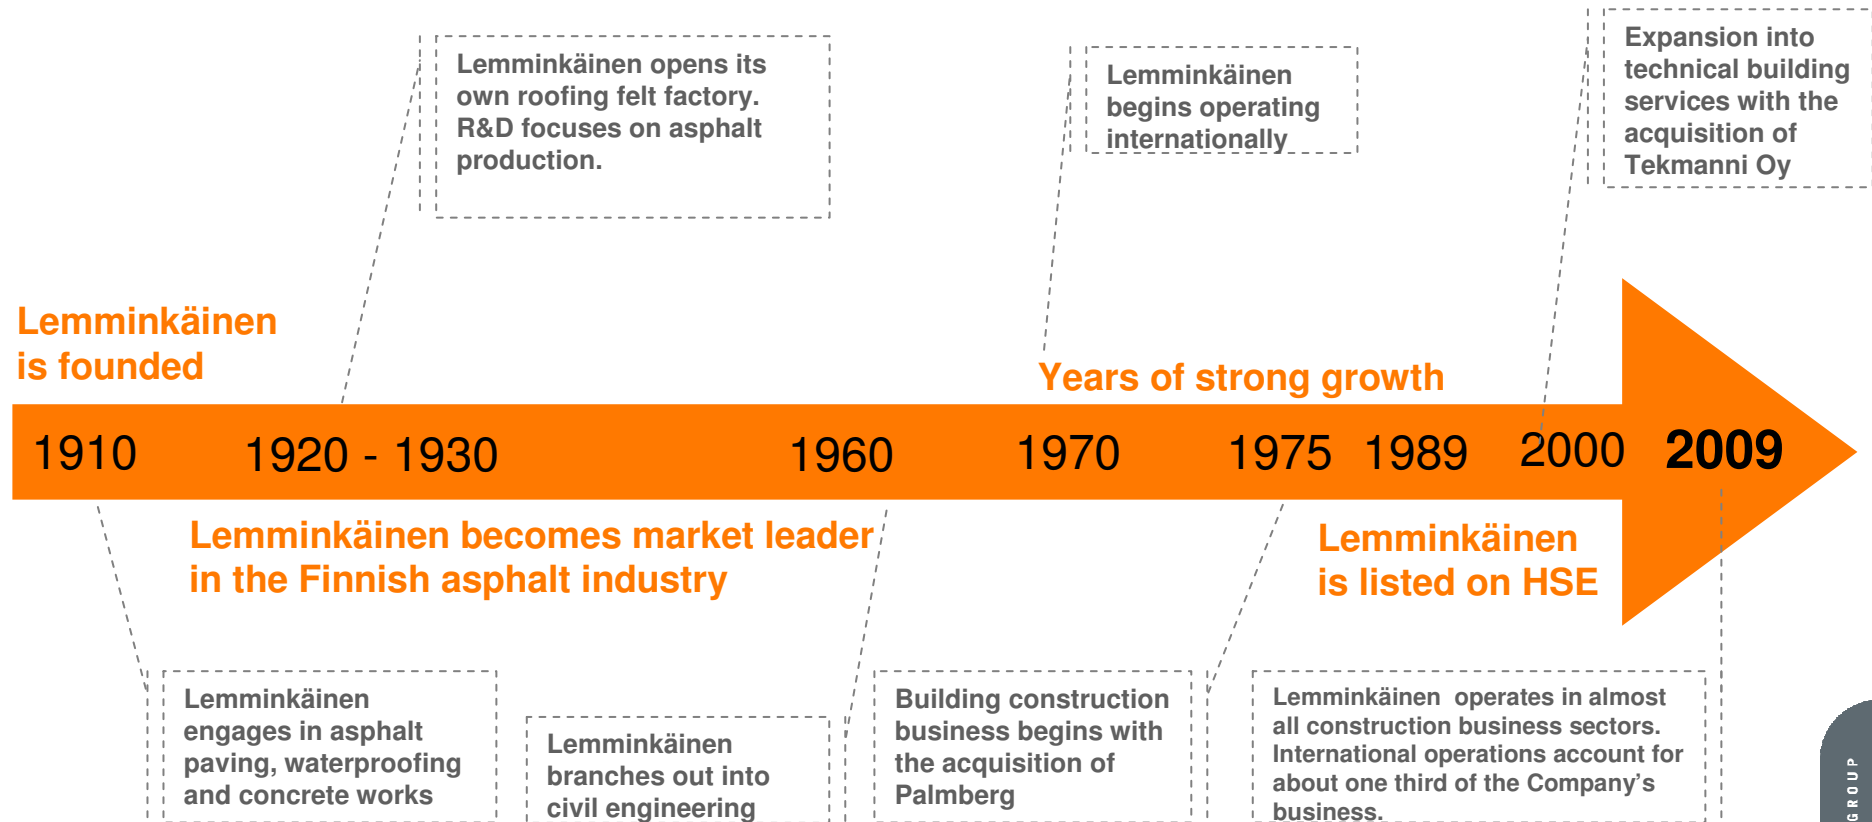 Lemminkäinen opens its
own roofing felt factory.
R&D focuses on asphalt
production.
Lemminkäinen
begins operating
internationally
Expansion into
technical building
services with the
acquisition of
Tekmanni Oy
Lemminkäinen
is founded
Years of strong growth
1910
1920 - 1930
1960
1970
1975
1989
2000
2009
Lemminkäinen becomes market leader
in the Finnish asphalt industry
Lemminkäinen
is listed on HSE
Lemminkäinen
engages in asphalt
paving, waterproofing
and concrete works
Lemminkäinen
branches out into
civil engineering
Building construction
business begins with
the acquisition of
Palmberg
Lemminkäinen operates in almost
all construction business sectors.
International operations account for
about one third of the Company's
business.
GROUP